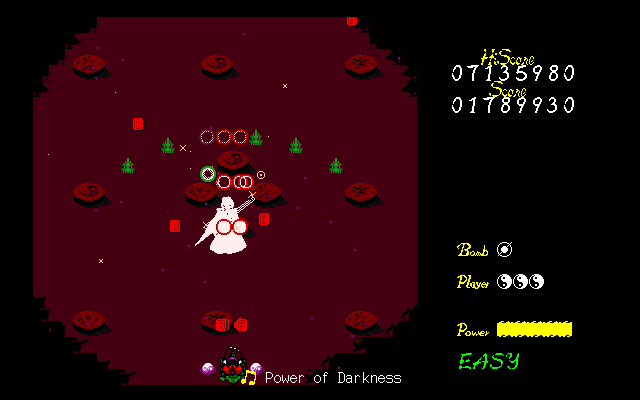 HiScore
07135980
Score
01789930
Bomb
Player
Power
EASY
Power of Darkness